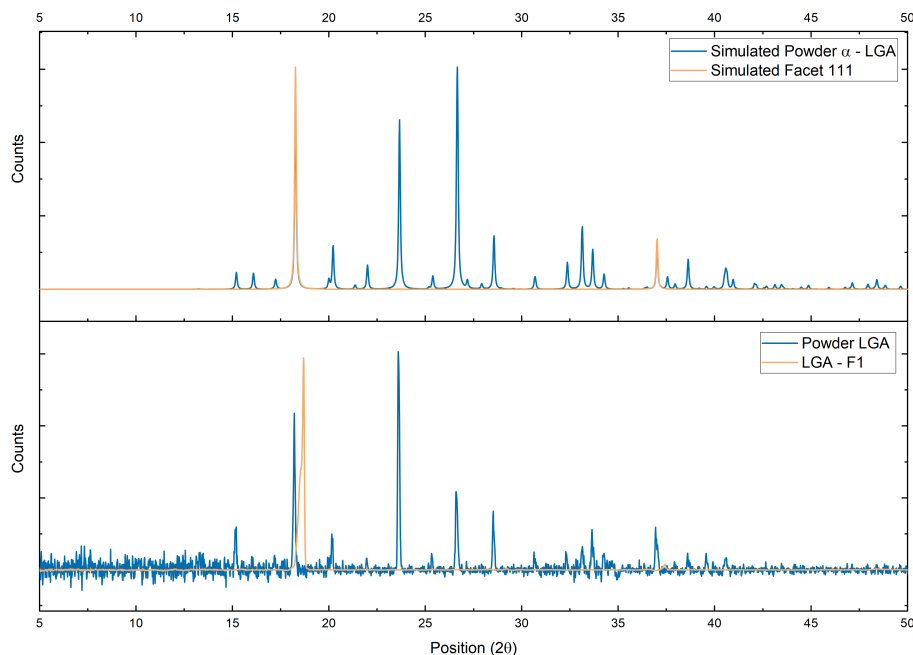 5 10 15 20 25 30 35 40 45 50
Simulated Powder α - LGA
Simulated Facet 111
Counts
Powder LGA
LGA - F1
Counts
5 10 15 20 25 30 35 40 45 50
Position (2θ)